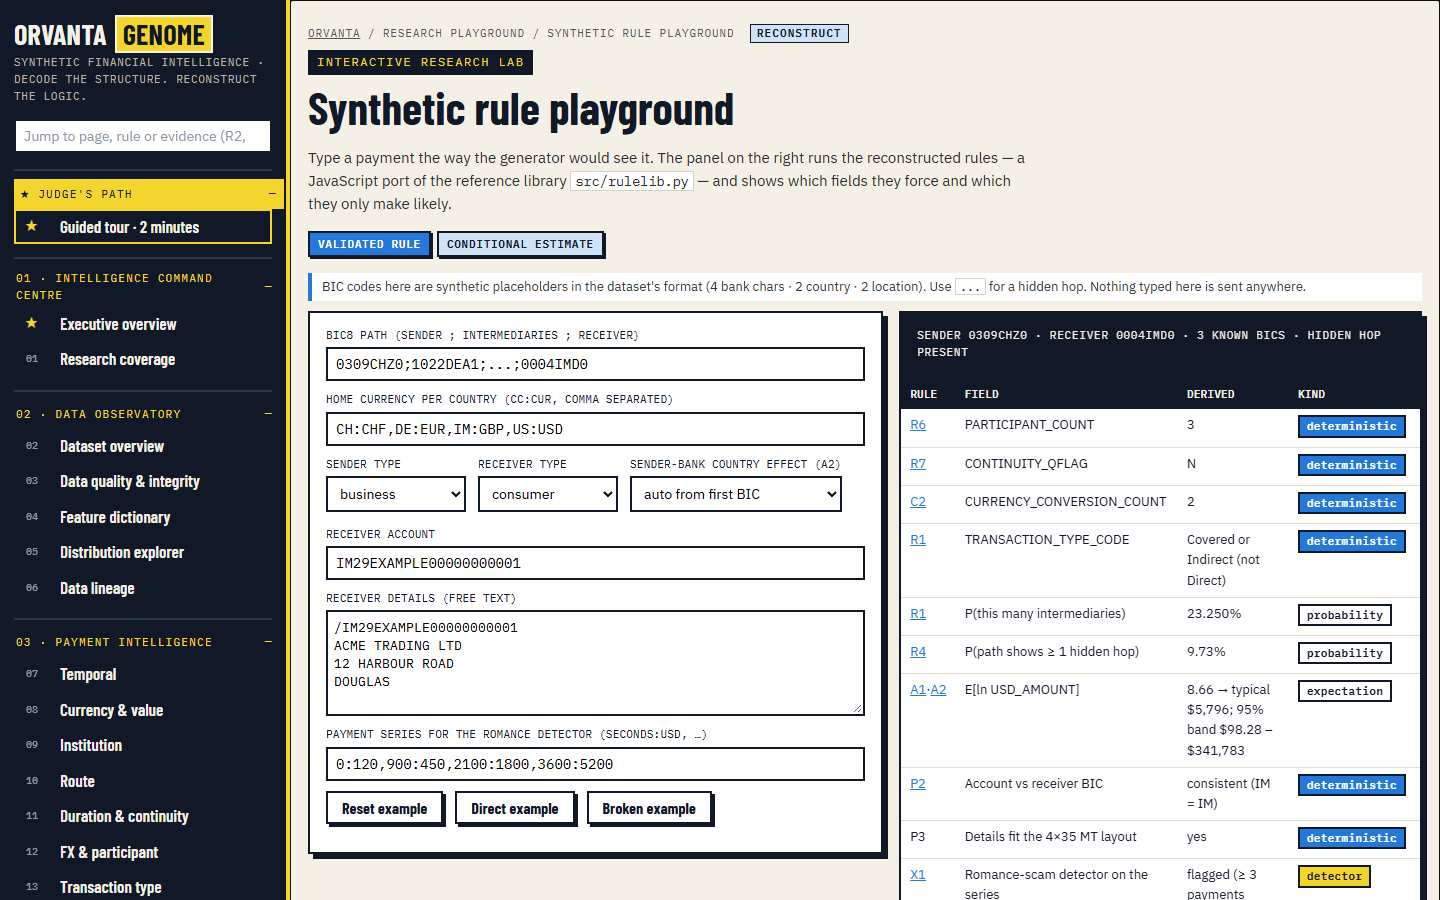 ORVANTA GENOME
SYNTHETIC FINANCIAL INTELLIGENCE ·
DECODE THE STRUCTURE. RECONSTRUCT
THE LOGIC.
Jump to page, rule or evidence (R2,
★ JUDGE'S PATH –
★ Guided tour · 2 minutes
01 · INTELLIGENCE COMMAND
CENTRE –
★ Executive overview
01 Research coverage
02 · DATA OBSERVATORY –
02 Dataset overview
03 Data quality & integrity
04 Feature dictionary
05 Distribution explorer
06 Data lineage
03 · PAYMENT INTELLIGENCE –
07 Temporal
08 Currency & value
09 Institution
10 Route
11 Duration & continuity
12 FX & participant
13 Transaction type
ORVANTA / RESEARCH PLAYGROUND / SYNTHETIC RULE PLAYGROUND RECONSTRUCT
INTERACTIVE RESEARCH LAB
Synthetic rule playground
Type a payment the way the generator would see it. The panel on the right runs the reconstructed rules — a
JavaScript port of the reference library src/rulelib.py — and shows which fields they force and which
they only make likely.
VALIDATED RULE CONDITIONAL ESTIMATE
BIC codes here are synthetic placeholders in the dataset's format (4 bank chars · 2 country · 2 location). Use ... for a hidden hop. Nothing typed here is sent anywhere.
BIC8 PATH (SENDER ; INTERMEDIARIES ; RECEIVER)
0309CHZ0;1022DEA1;...;0004IMD0
HOME CURRENCY PER COUNTRY (CC:CUR, COMMA SEPARATED)
CH:CHF,DE:EUR,IM:GBP,US:USD
SENDER TYPE RECEIVER TYPE SENDER-BANK COUNTRY EFFECT (A2)
business consumer auto from first BIC
RECEIVER ACCOUNT
IM29EXAMPLE00000000001
RECEIVER DETAILS (FREE TEXT)
/IM29EXAMPLE00000000001
ACME TRADING LTD
12 HARBOUR ROAD
DOUGLAS
PAYMENT SERIES FOR THE ROMANCE DETECTOR (SECONDS:USD, …)
0:120,900:450,2100:1800,3600:5200
Reset example Direct example Broken example
SENDER 0309CHZ0 · RECEIVER 0004IMD0 · 3 KNOWN BICS · HIDDEN HOP
PRESENT
RULE FIELD DERIVED KIND
R6 PARTICIPANT_COUNT 3 deterministic
R7 CONTINUITY_QFLAG N deterministic
C2 CURRENCY_CONVERSION_COUNT 2 deterministic
R1 TRANSACTION_TYPE_CODE Covered or deterministic
Indirect (not
Direct)
R1 P(this many intermediaries) 23.250% probability
R4 P(path shows ≥ 1 hidden hop) 9.73% probability
A1·A2 E[ln USD_AMOUNT] 8.66 → typical expectation
$5,796; 95%
band $98.28 –
$341,783
P2 Account vs receiver BIC consistent (IM deterministic
= IM)
P3 Details fit the 4×35 MT layout yes deterministic
X1 Romance-scam detector on the flagged (≥ 3 detector
series payments